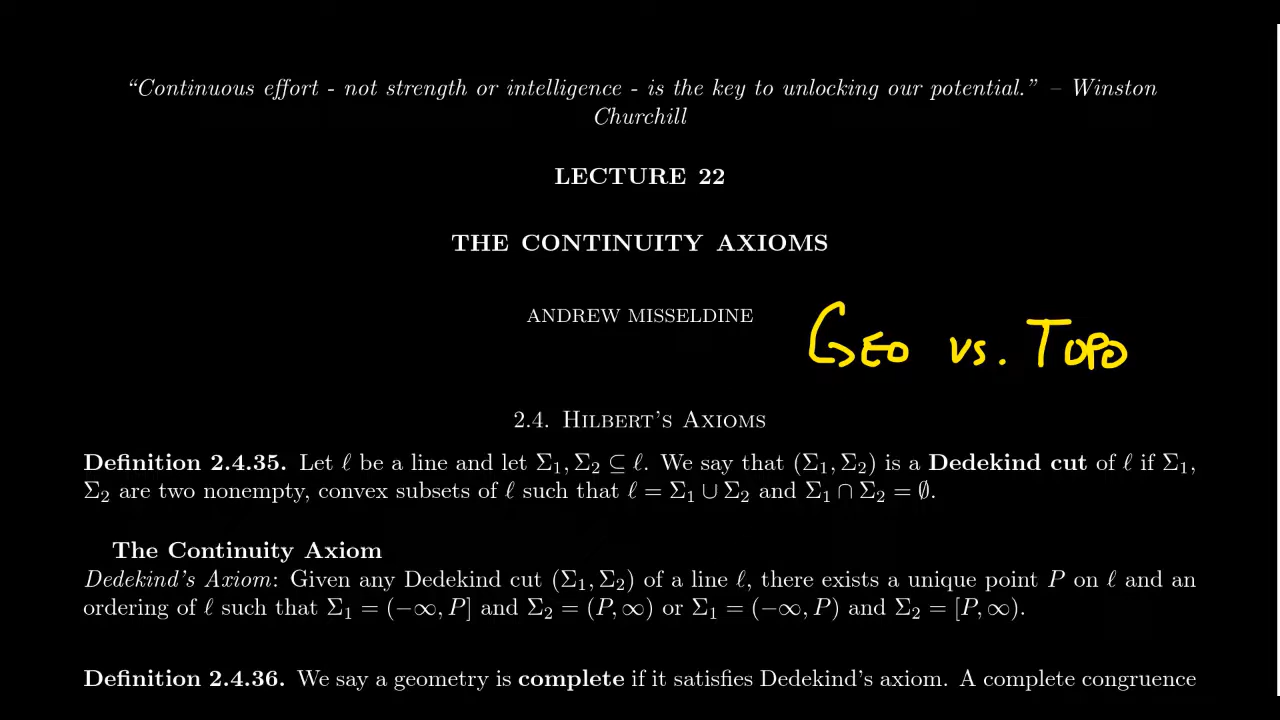 “Continuous effort - not strength or intelligence - is the key to unlocking our potential.” – Winston
Churchill
LECTURE 22
THE CONTINUITY AXIOMS
ANDREW MISSELDINE
GEO vs. TOPO
2.4. Hilbert’s Axioms
Definition 2.4.35. Let ℓ be a line and let Σ₁, Σ₂ ⊆ ℓ. We say that (Σ₁, Σ₂) is a Dedekind cut of ℓ if Σ₁,
Σ₂ are two nonempty, convex subsets of ℓ such that ℓ = Σ₁ ∪ Σ₂ and Σ₁ ∩ Σ₂ = ∅.
The Continuity Axiom
Dedekind’s Axiom: Given any Dedekind cut (Σ₁, Σ₂) of a line ℓ, there exists a unique point P on ℓ and an
ordering of ℓ such that Σ₁ = (−∞, P] and Σ₂ = (P, ∞) or Σ₁ = (−∞, P) and Σ₂ = [P, ∞).
Definition 2.4.36. We say a geometry is complete if it satisfies Dedekind’s axiom. A complete congruence